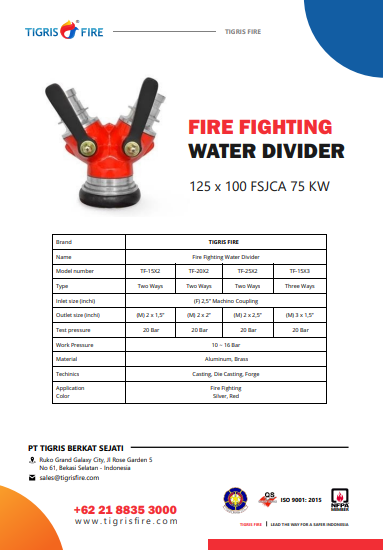 TIGRIS FIRE
TIGRIS FIRE
FIRE FIGHTING
WATER DIVIDER
125 x 100 FSJCA 75 KW
Brand TIGRIS FIRE
Name Fire Fighting Water Divider
Model number TF-15X2 TF-20X2 TF-25X2 TF-15X3
Type Two Ways Two Ways Two Ways Three Ways
Inlet size (inchi) (F) 2,5" Machino Coupling
Outlet size (inchi) (M) 2 x 1,5" (M) 2 x 2" (M) 2 x 2,5" (M) 3 x 1,5"
Test pressure 20 Bar 20 Bar 20 Bar 20 Bar
Work Pressure 10 – 16 Bar
Material Aluminum, Brass
Techinics Casting, Die Casting, Forge
Application Fire Fighting
Color Silver, Red
PT TIGRIS BERKAT SEJATI
Ruko Grand Galaxy City, Jl Rose Garden 5
No 61, Bekasi Selatan - Indonesia
sales@tigrisfire.com
+62 21 8835 3000
www.tigrisfire.com
QS
ISO 9001: 2015
NFPA
TIGRIS FIRE | LEAD THE WAY FOR A SAFER INDONESIA